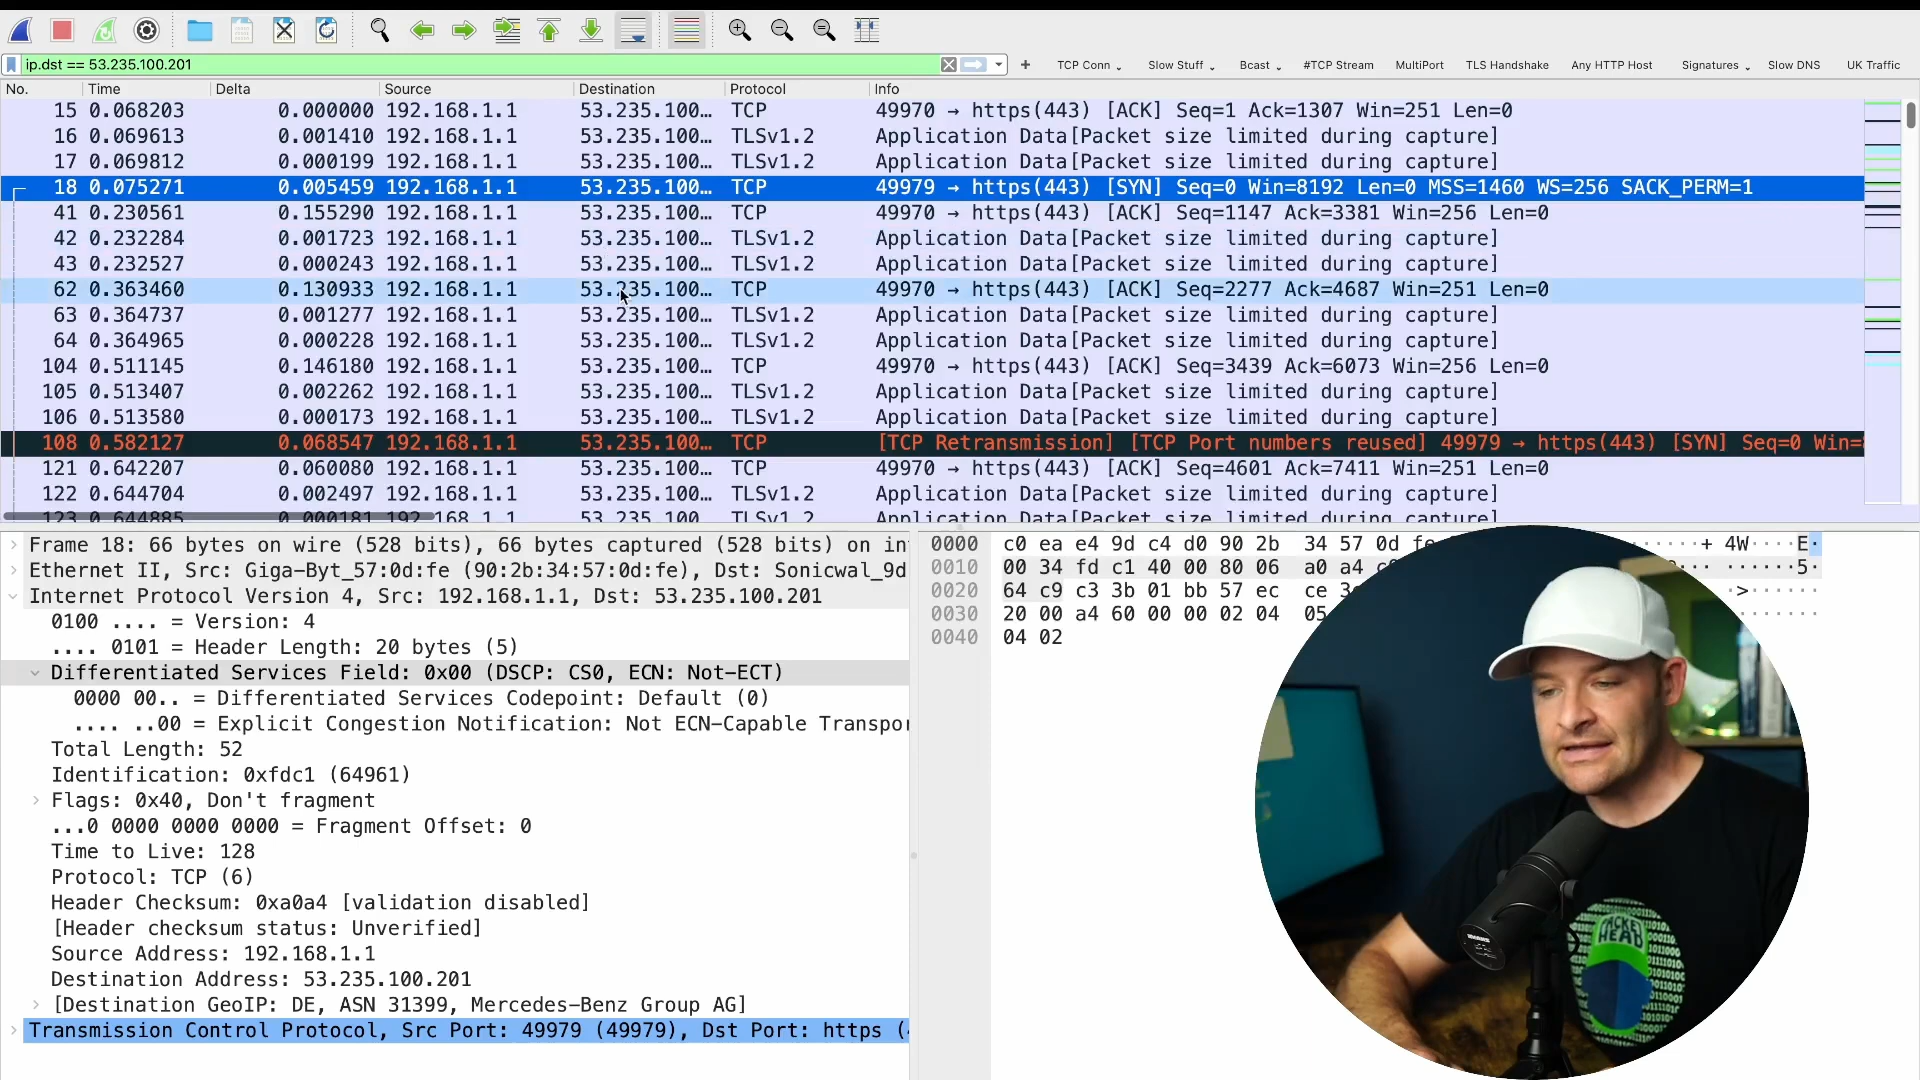 ip.dst == 53.235.100.201
TCP Conn Slow Stuff Bcast #TCP Stream MultiPort TLS Handshake Any HTTP Host Signatures Slow DNS UK Traffic
No. Time Delta Source Destination Protocol Info
15 0.068203 0.000000 192.168.1.1 53.235.100… TCP 49970 → https(443) [ACK] Seq=1 Ack=1307 Win=251 Len=0
16 0.069613 0.001410 192.168.1.1 53.235.100… TLSv1.2 Application Data[Packet size limited during capture]
17 0.069812 0.000199 192.168.1.1 53.235.100… TLSv1.2 Application Data[Packet size limited during capture]
18 0.075271 0.005459 192.168.1.1 53.235.100… TCP 49979 → https(443) [SYN] Seq=0 Win=8192 Len=0 MSS=1460 WS=256 SACK_PERM=1
41 0.230561 0.155290 192.168.1.1 53.235.100… TCP 49970 → https(443) [ACK] Seq=1147 Ack=3381 Win=256 Len=0
42 0.232284 0.001723 192.168.1.1 53.235.100… TLSv1.2 Application Data[Packet size limited during capture]
43 0.232527 0.000243 192.168.1.1 53.235.100… TLSv1.2 Application Data[Packet size limited during capture]
62 0.363460 0.130933 192.168.1.1 53.235.100… TCP 49970 → https(443) [ACK] Seq=2277 Ack=4687 Win=251 Len=0
63 0.364737 0.001277 192.168.1.1 53.235.100… TLSv1.2 Application Data[Packet size limited during capture]
64 0.364965 0.000228 192.168.1.1 53.235.100… TLSv1.2 Application Data[Packet size limited during capture]
104 0.511145 0.146180 192.168.1.1 53.235.100… TCP 49970 → https(443) [ACK] Seq=3439 Ack=6073 Win=256 Len=0
105 0.513407 0.002262 192.168.1.1 53.235.100… TLSv1.2 Application Data[Packet size limited during capture]
106 0.513580 0.000173 192.168.1.1 53.235.100… TLSv1.2 Application Data[Packet size limited during capture]
108 0.582127 0.068547 192.168.1.1 53.235.100… TCP [TCP Retransmission] [TCP Port numbers reused] 49979 → https(443) [SYN] Seq=0 Win=
121 0.642207 0.060080 192.168.1.1 53.235.100… TCP 49970 → https(443) [ACK] Seq=4601 Ack=7411 Win=251 Len=0
122 0.644704 0.002497 192.168.1.1 53.235.100… TLSv1.2 Application Data[Packet size limited during capture]
123 0.644885 0.000181 192.168.1.1 53.235.100 TLSv1.2 Application Data[Packet size limited during capture]
Frame 18: 66 bytes on wire (528 bits), 66 bytes captured (528 bits) on in
Ethernet II, Src: Giga-Byt_57:0d:fe (90:2b:34:57:0d:fe), Dst: Sonicwal_9d
Internet Protocol Version 4, Src: 192.168.1.1, Dst: 53.235.100.201
0100 .... = Version: 4
.... 0101 = Header Length: 20 bytes (5)
Differentiated Services Field: 0x00 (DSCP: CS0, ECN: Not-ECT)
0000 00.. = Differentiated Services Codepoint: Default (0)
.... ..00 = Explicit Congestion Notification: Not ECN-Capable Transpor
Total Length: 52
Identification: 0xfdc1 (64961)
Flags: 0x40, Don't fragment
...0 0000 0000 0000 = Fragment Offset: 0
Time to Live: 128
Protocol: TCP (6)
Header Checksum: 0xa0a4 [validation disabled]
[Header checksum status: Unverified]
Source Address: 192.168.1.1
Destination Address: 53.235.100.201
[Destination GeoIP: DE, ASN 31399, Mercedes-Benz Group AG]
Transmission Control Protocol, Src Port: 49979 (49979), Dst Port: https (
0000 c0 ea e4 9d c4 d0 90 2b 34 57 0d fe ······+ 4W····E·
0010 00 34 fd c1 40 00 80 06 a0 a4 ··· ······5·
0020 64 c9 c3 3b 01 bb 57 ec ce ·>······
0030 20 00 a4 60 00 00 02 04 05 ·······
0040 04 02
PACKET
HEAD